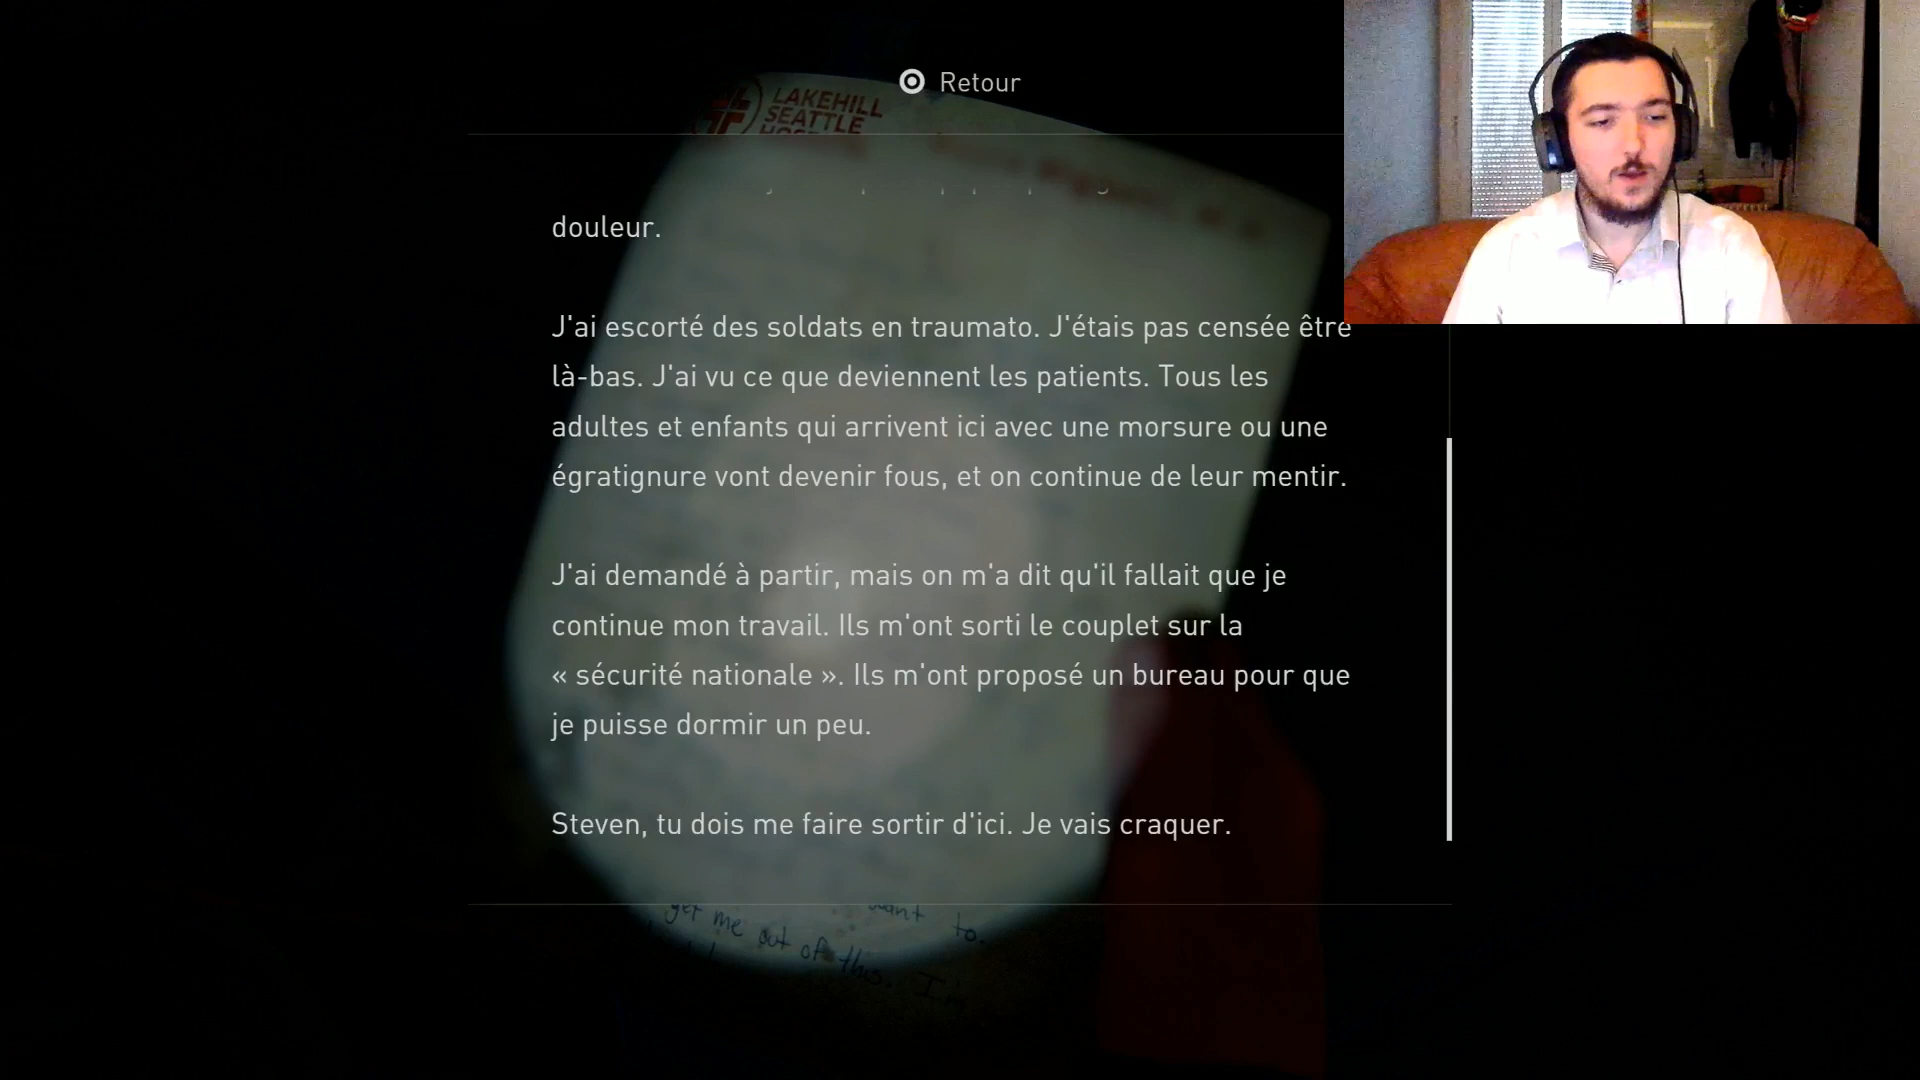 Retour
LAKEHILL
SEATTLE
douleur.
J'ai escorté des soldats en traumato. J'étais pas censée être
là-bas. J'ai vu ce que deviennent les patients. Tous les
adultes et enfants qui arrivent ici avec une morsure ou une
égratignure vont devenir fous, et on continue de leur mentir.
J'ai demandé à partir, mais on m'a dit qu'il fallait que je
continue mon travail. Ils m'ont sorti le couplet sur la
« sécurité nationale ». Ils m'ont proposé un bureau pour que
je puisse dormir un peu.
Steven, tu dois me faire sortir d'ici. Je vais craquer.
want to.
get me out of this. I'm